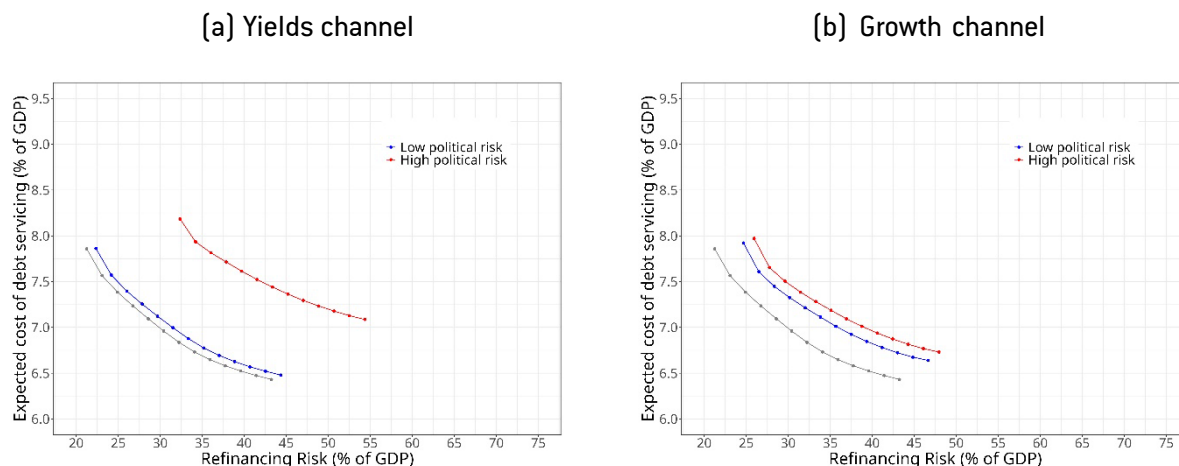 (a) Yields channel
Expected cost of debt servicing (% of GDP)
9.5
9.0
8.5
8.0
7.5
7.0
6.5
6.0
Low political risk
High political risk
20 25 30 35 40 45 50 55 60 65 70 75
Refinancing Risk (% of GDP)
(b) Growth channel
Expected cost of debt servicing (% of GDP)
9.5
9.0
8.5
8.0
7.5
7.0
6.5
6.0
Low political risk
High political risk
20 25 30 35 40 45 50 55 60 65 70 75
Refinancing Risk (% of GDP)